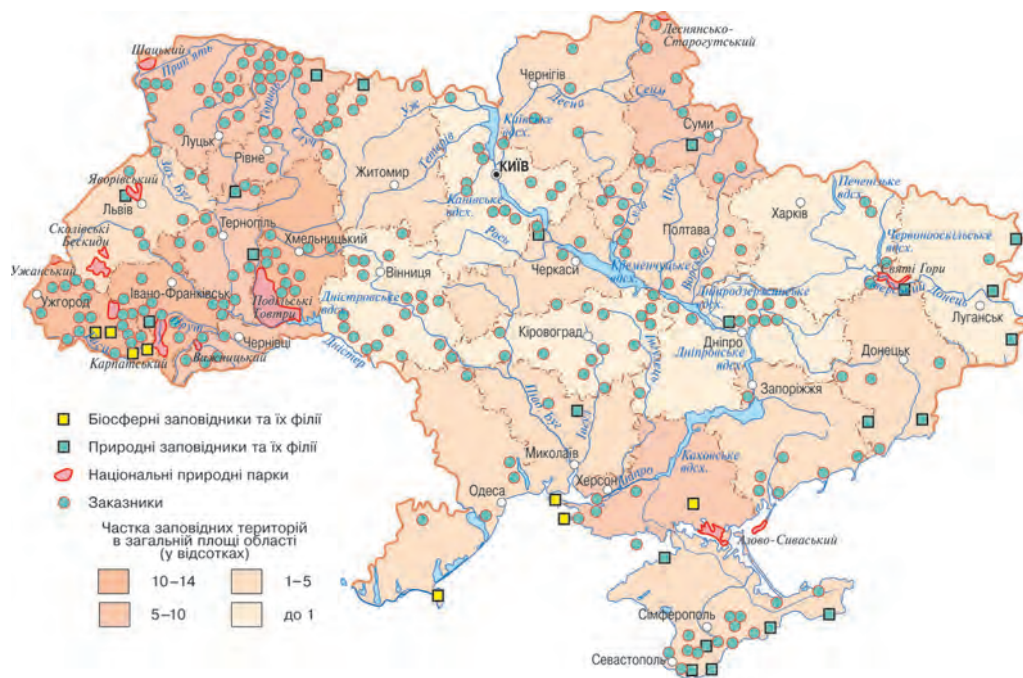 Деснянсько-
Старогутський
Шацький
Прип'ять
Чернігів
Десна
Сейм
Горинь
Случ
Уж
Київське
вдсх.
Тетерів
Суми
Луцьк
Рівне
Житомир
КИЇВ
Псел
Сула
Зах. Буг
Яворівський
Львів
Канівське
вдсх.
Печенізьке
вдсх.
Харків
Сколівські
Бескиди
Тернопіль
Хмельницький
Рось
Полтава
Червонооскільське
вдсх.
Ужанський
Вінниця
Черкаси
Ворскла
Кременчуцьке
вдсх.
Святі Гори
Сіверський Донець
Ужгород
Івано-Франківськ
Подільські
Товтри
Дністровське
вдсх.
Дніродзержинське
вдсх.
Луганськ
Прут
Чернівці
Кіровоград
Інгулець
Дніпро
Донецьк
Карпатський
Вижницький
Дністер
Дніпровське
вдсх.
Запоріжжя
Півд. Буг
Інгул
Миколаїв
Херсон
Дніпро
Каховське
вдсх.
Одеса
Азово-Сиваський
Сімферополь
Севастополь
Біосферні заповідники та їх філії
Природні заповідники та їх філії
Національні природні парки
Заказники
Частка заповідних територій
в загальній площі області
(у відсотках)
10–14
1–5
5–10
до 1